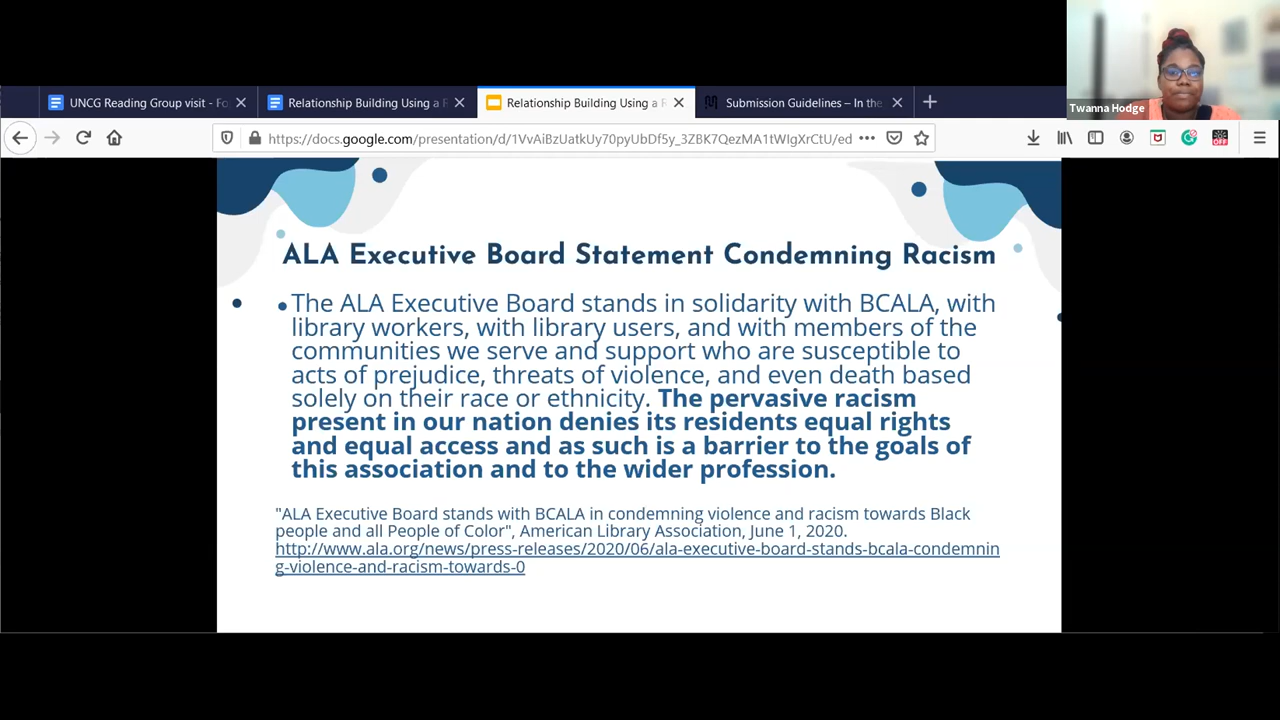 Twanna Hodge
UNCG Reading Group visit - Fo
Relationship Building Using a R
Relationship Building Using a R
Submission Guidelines – In the
https://docs.google.com/presentation/d/1VvAiBzUatkUy70pyUbDf5y_3ZBK7QezMA1tWIgXrCtU/ed
OFF
ALA Executive Board Statement Condemning Racism
The ALA Executive Board stands in solidarity with BCALA, with
library workers, with library users, and with members of the
communities we serve and support who are susceptible to
acts of prejudice, threats of violence, and even death based
solely on their race or ethnicity. The pervasive racism
present in our nation denies its residents equal rights
and equal access and as such is a barrier to the goals of
this association and to the wider profession.
"ALA Executive Board stands with BCALA in condemning violence and racism towards Black
people and all People of Color", American Library Association, June 1, 2020.
http://www.ala.org/news/press-releases/2020/06/ala-executive-board-stands-bcala-condemnin
g-violence-and-racism-towards-0